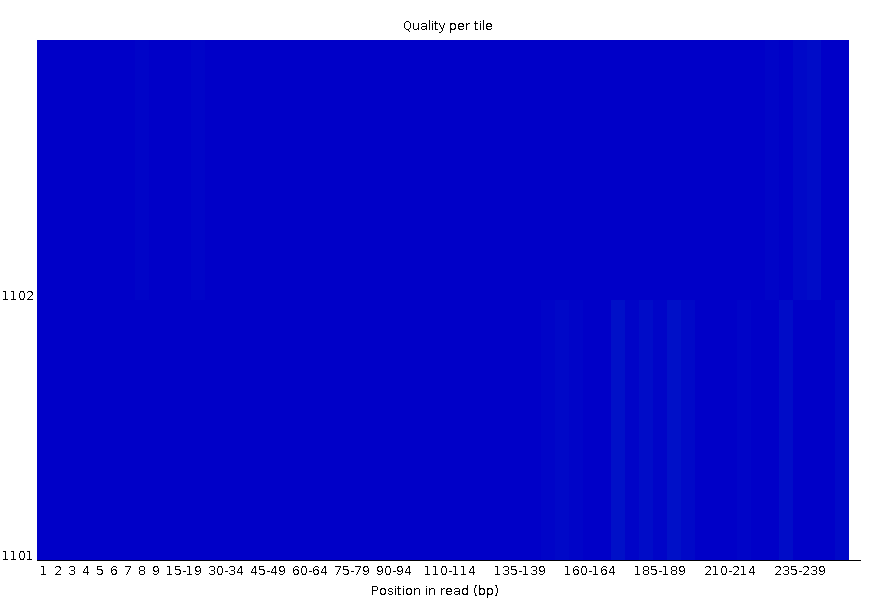 Quality per tile
1102
1101
1 2 3 4 5 6 7 8 9 15-19 30-34 45-49 60-64 75-79 90-94 110-114 135-139 160-164 185-189 210-214 235-239
Position in read (bp)